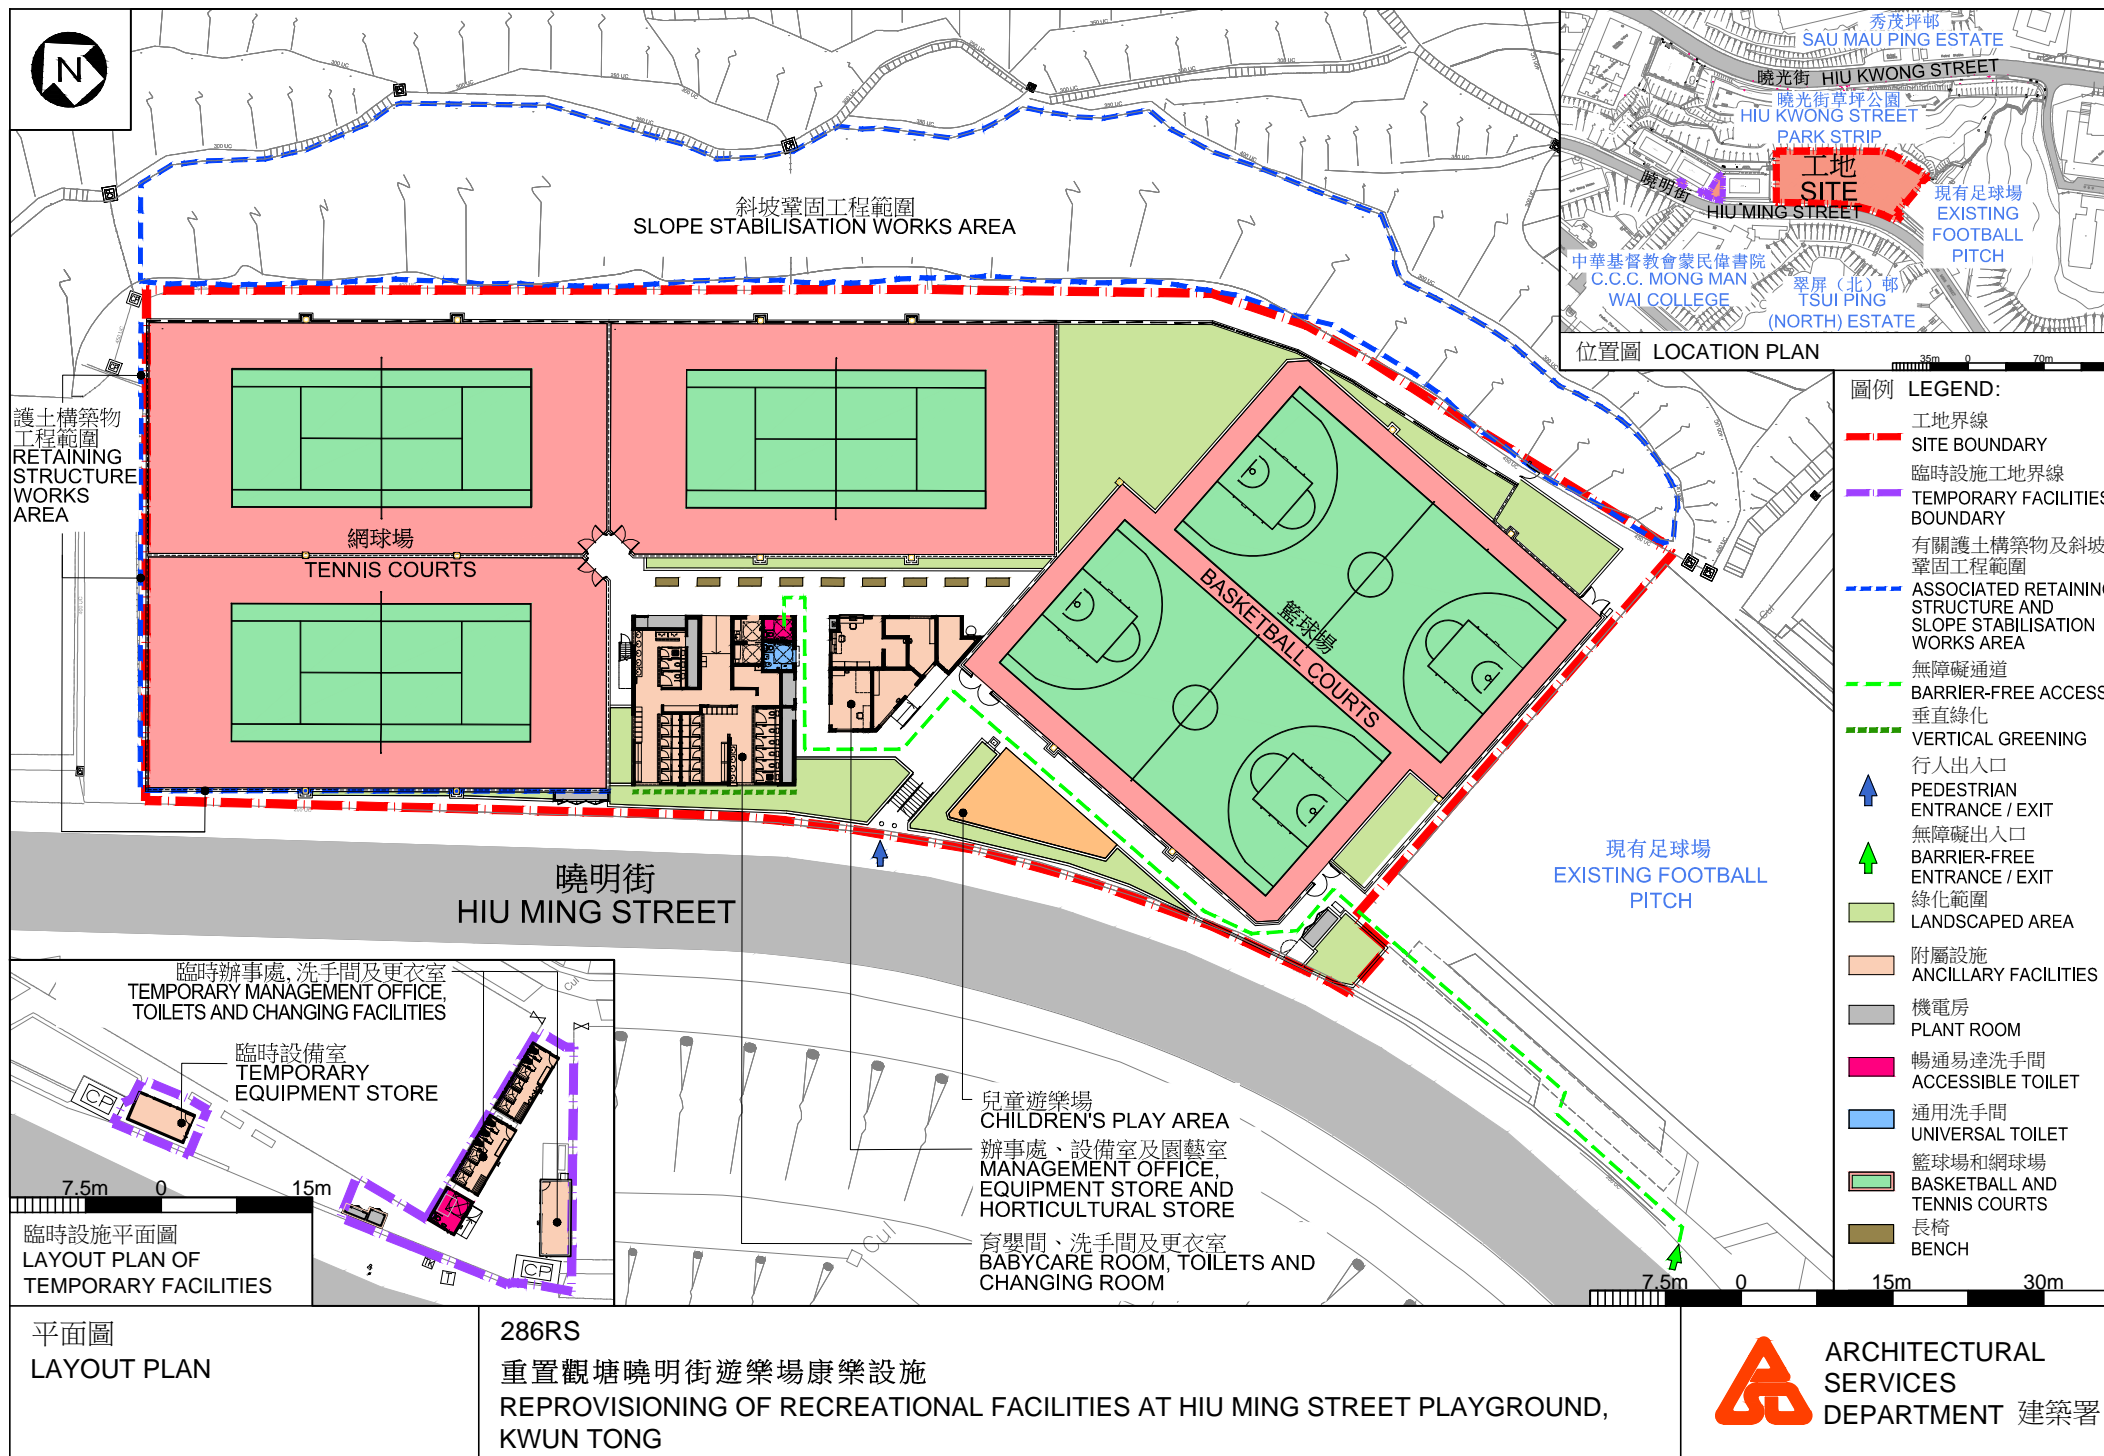 N
斜坡鞏固工程範圍
SLOPE STABILISATION WORKS AREA
護土構築物
工程範圍
RETAINING
STRUCTURE
WORKS
AREA
網球場
TENNIS COURTS
籃球場
BASKETBALL COURTS
曉明街
HIU MING STREET
現有足球場
EXISTING FOOTBALL
PITCH
兒童遊樂場
CHILDREN'S PLAY AREA
辦事處、設備室及園藝室
MANAGEMENT OFFICE,
EQUIPMENT STORE AND
HORTICULTURAL STORE
育嬰間、洗手間及更衣室
BABYCARE ROOM, TOILETS AND
CHANGING ROOM
7.5m 0 15m 30m
秀茂坪邨
SAU MAU PING ESTATE
曉光街 HIU KWONG STREET
曉光街草坪公園
HIU KWONG STREET
PARK STRIP
工地
SITE
曉明街
HIU MING STREET
現有足球場
EXISTING
FOOTBALL
PITCH
中華基督教會蒙民偉書院
C.C.C. MONG MAN
WAI COLLEGE
翠屏（北）邨
TSUI PING
(NORTH) ESTATE
位置圖 LOCATION PLAN
35m 0 70m
圖例 LEGEND:
工地界線
SITE BOUNDARY
臨時設施工地界線
TEMPORARY FACILITIES
BOUNDARY
有關護土構築物及斜坡
鞏固工程範圍
ASSOCIATED RETAINING
STRUCTURE AND
SLOPE STABILISATION
WORKS AREA
無障礙通道
BARRIER-FREE ACCESS
垂直綠化
VERTICAL GREENING
行人出入口
PEDESTRIAN
ENTRANCE / EXIT
無障礙出入口
BARRIER-FREE
ENTRANCE / EXIT
綠化範圍
LANDSCAPED AREA
附屬設施
ANCILLARY FACILITIES
機電房
PLANT ROOM
暢通易達洗手間
ACCESSIBLE TOILET
通用洗手間
UNIVERSAL TOILET
籃球場和網球場
BASKETBALL AND
TENNIS COURTS
長椅
BENCH
臨時辦事處, 洗手間及更衣室
TEMPORARY MANAGEMENT OFFICE,
TOILETS AND CHANGING FACILITIES
臨時設備室
TEMPORARY
EQUIPMENT STORE
CP
CP
7.5m 0 15m
臨時設施平面圖
LAYOUT PLAN OF
TEMPORARY FACILITIES
平面圖
LAYOUT PLAN
286RS
重置觀塘曉明街遊樂場康樂設施
REPROVISIONING OF RECREATIONAL FACILITIES AT HIU MING STREET PLAYGROUND,
KWUN TONG
ARCHITECTURAL
SERVICES
DEPARTMENT 建築署